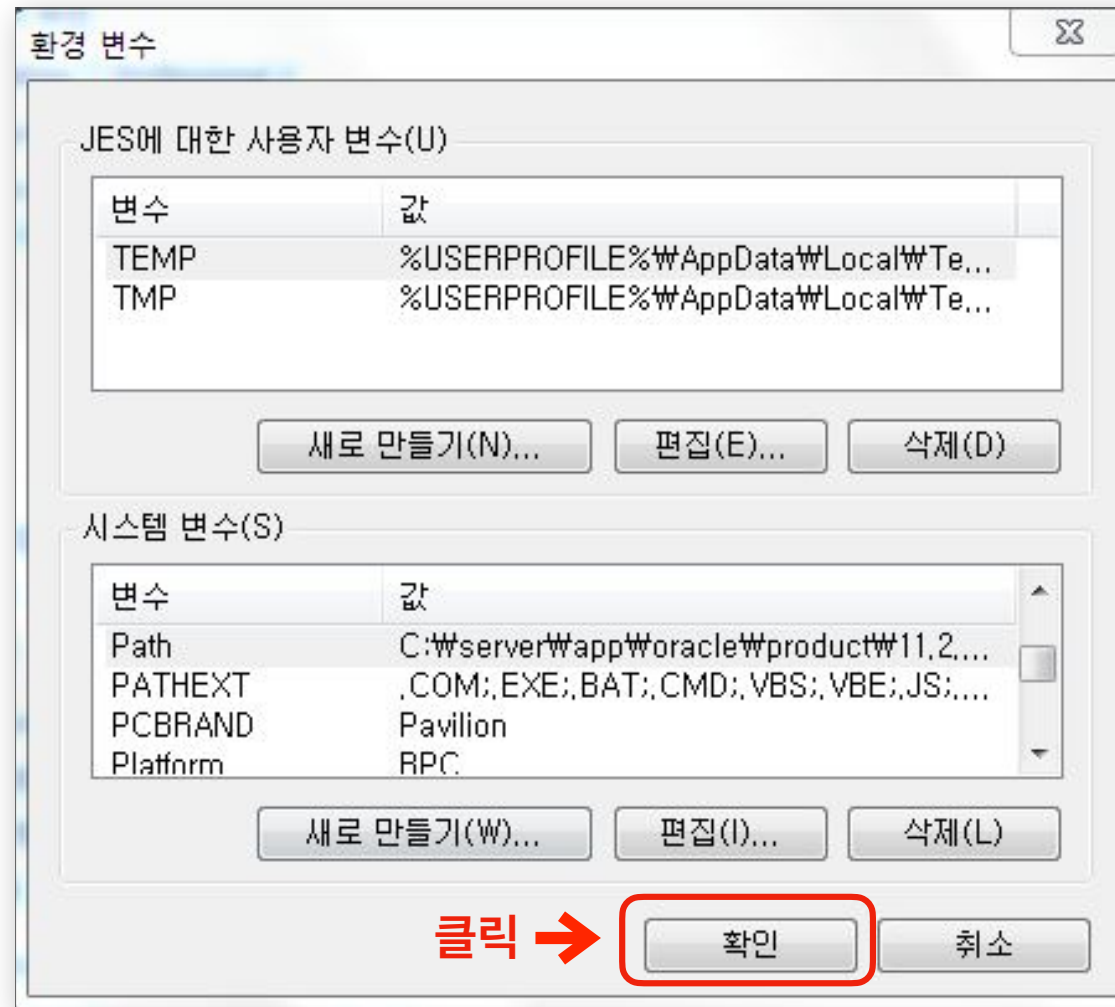 환경 변수
JES에 대한 사용자 변수(U)
변수 값
TEMP %USERPROFILE%₩AppData₩Local₩Te...
TMP %USERPROFILE%₩AppData₩Local₩Te...
새로 만들기(N)... 편집(E)... 삭제(D)
시스템 변수(S)
변수 값
Path C:₩server₩app₩oracle₩product₩11.2....
PATHEXT .COM;.EXE;.BAT;.CMD;.VBS;.VBE;.JS;....
PCBRAND Pavilion
Platform BPC
새로 만들기(W)... 편집(I)... 삭제(L)
클릭 → 확인 취소